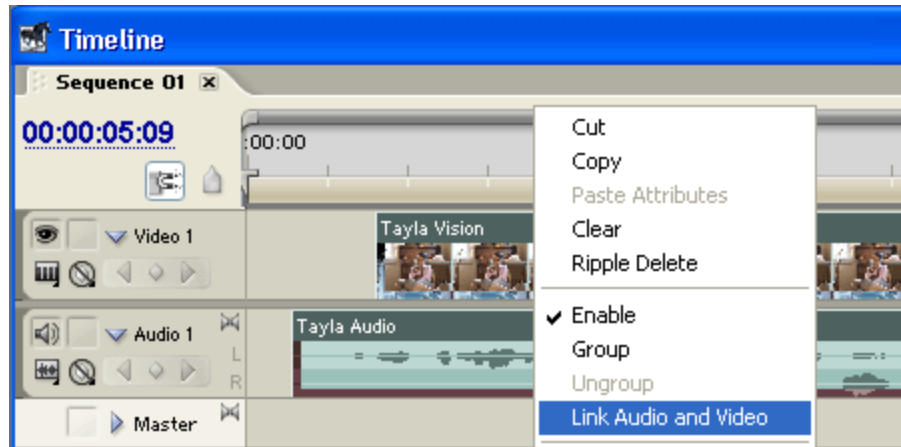 Timeline
Sequence 01
00:00:05:09
:00:00
Video 1
Tayla Vision
Audio 1
L
R
Tayla Audio
Master
Cut
Copy
Paste Attributes
Clear
Ripple Delete
Enable
Group
Ungroup
Link Audio and Video